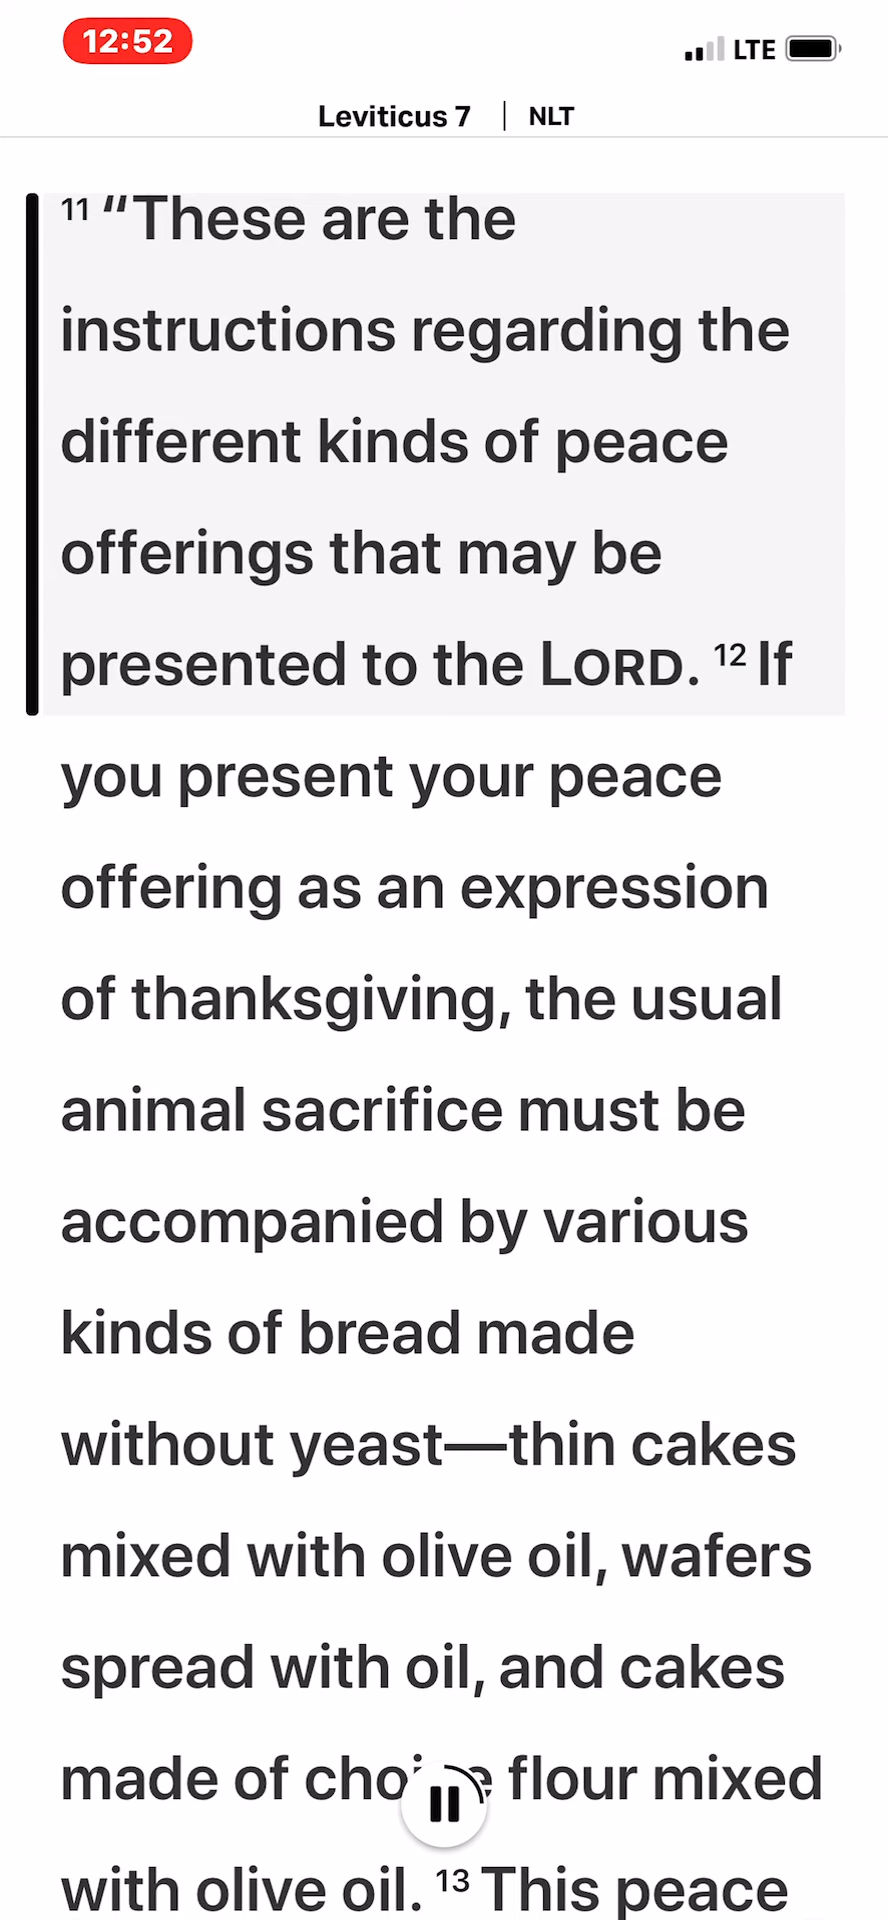 12:52 LTE
Leviticus 7 | NLT
11 “These are the
instructions regarding the
different kinds of peace
offerings that may be
presented to the LORD. 12 If
you present your peace
offering as an expression
of thanksgiving, the usual
animal sacrifice must be
accompanied by various
kinds of bread made
without yeast—thin cakes
mixed with olive oil, wafers
spread with oil, and cakes
made of choice flour mixed
with olive oil. 13 This peace